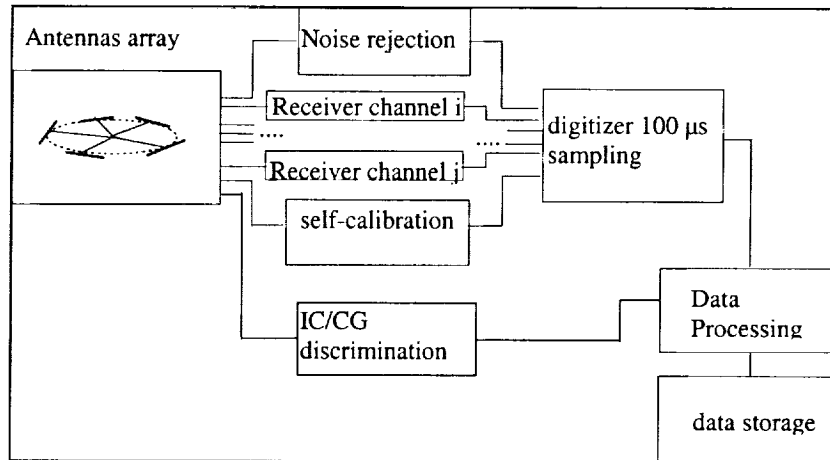 Antennas array
Noise rejection
Receiver channel i
....
....
Receiver channel j
self-calibration
digitizer 100 µs
sampling
IC/CG
discrimination
Data
Processing
data storage